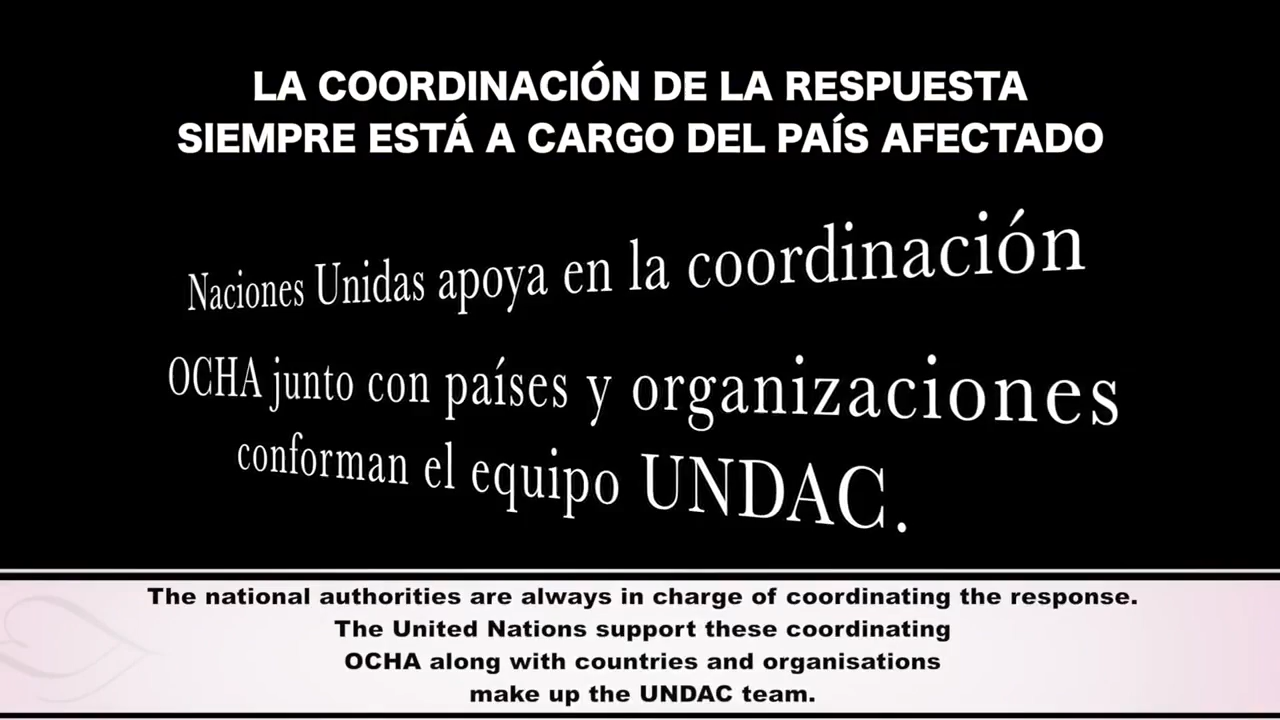 LA COORDINACIÓN DE LA RESPUESTA
SIEMPRE ESTÁ A CARGO DEL PAÍS AFECTADO
Naciones Unidas apoya en la coordinación
OCHA junto con países y organizaciones
conforman el equipo UNDAC.
The national authorities are always in charge of coordinating the response.
The United Nations support these coordinating
OCHA along with countries and organisations
make up the UNDAC team.